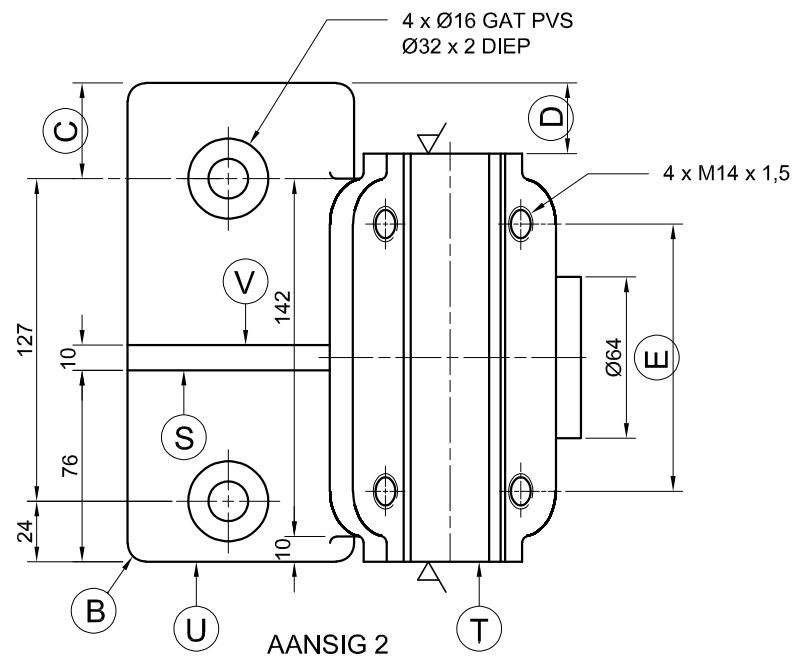 4 x Ø16 GAT PVS
Ø32 x 2 DIEP
C
D
4 x M14 x 1,5
V
142
127
10
Ø64
E
S
76
24
10
B
U
T
AANSIG 2